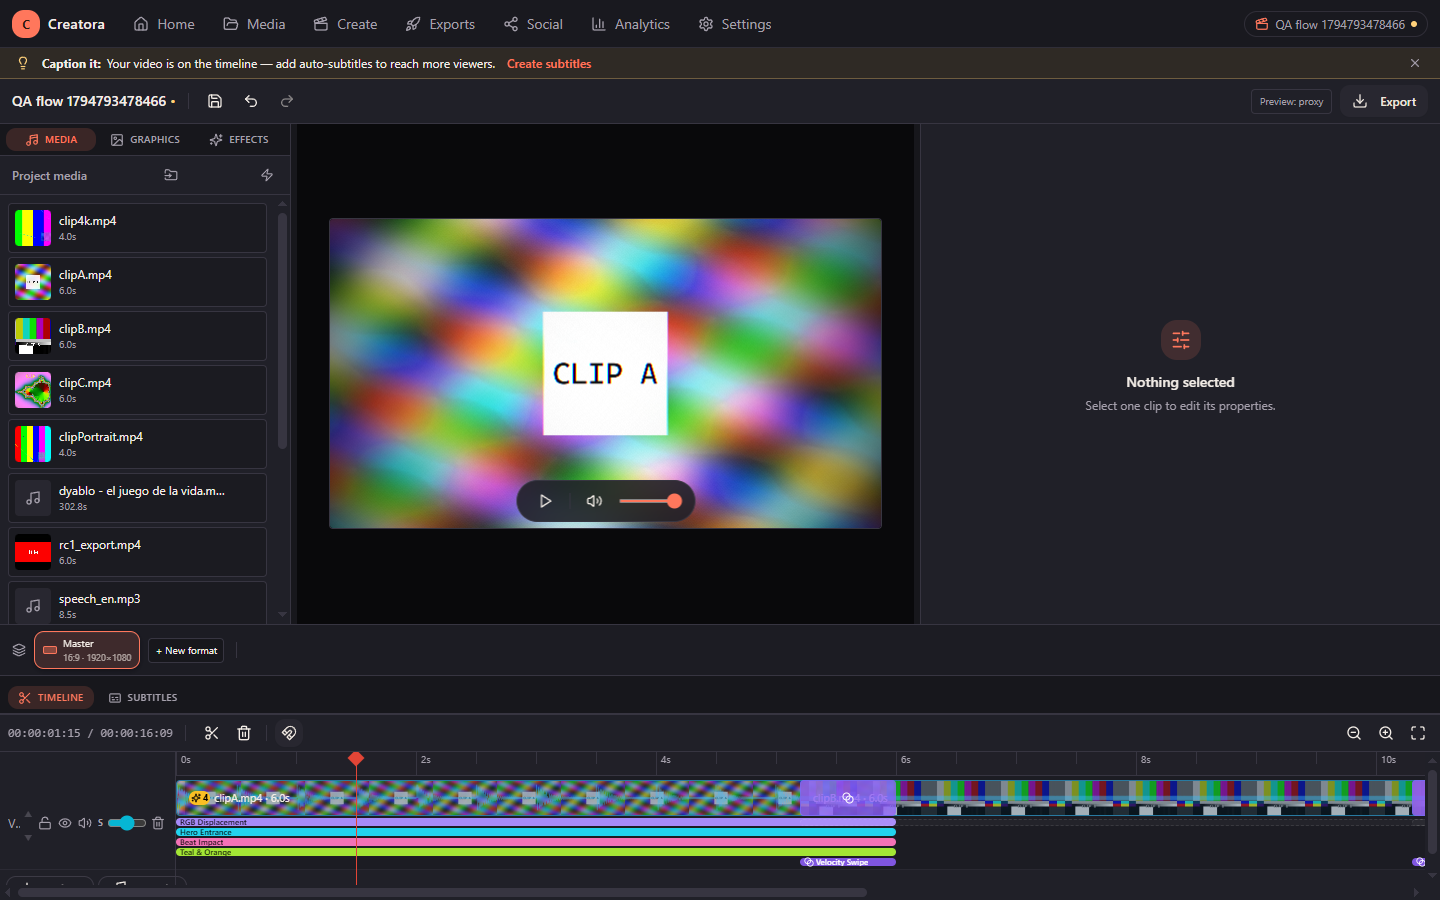 C Creatora Home Media Create Exports Social Analytics Settings QA flow 1794793478466
Caption it: Your video is on the timeline — add auto-subtitles to reach more viewers. Create subtitles
QA flow 1794793478466 Preview: proxy Export
MEDIA GRAPHICS EFFECTS
Project media
clip4k.mp4
4.0s
clipA.mp4
6.0s
clipB.mp4
6.0s
clipC.mp4
6.0s
clipPortrait.mp4
4.0s
dyablo - el juego de la vida.m...
302.8s
rc1_export.mp4
6.0s
speech_en.mp3
8.5s
CLIP A
Nothing selected
Select one clip to edit its properties.
Master
16:9 · 1920×1080
+ New format
TIMELINE SUBTITLES
00:00:01:15 / 00:00:16:09
0s 2s 4s 6s 8s 10s
4 clipA.mp4 · 6.0s
V.. S
RGB Displacement
Hero Entrance
Beat Impact
Teal & Orange
Velocity Swipe